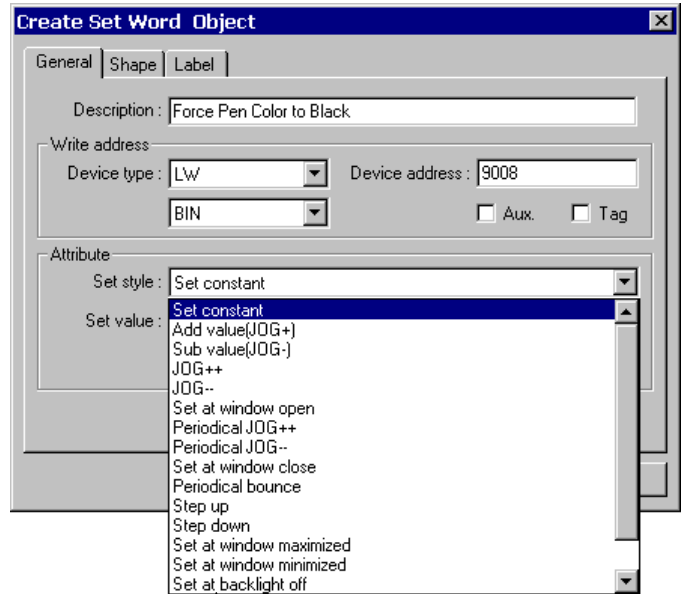 Create Set Word Object
General Shape Label
Description : Force Pen Color to Black
Write address
Device type : LW Device address : 9008
BIN Aux. Tag
Attribute
Set style : Set constant
Set value :
Set constant
Add value(JOG+)
Sub value(JOG-)
JOG++
JOG--
Set at window open
Periodical JOG++
Periodical JOG--
Set at window close
Periodical bounce
Step up
Step down
Set at window maximized
Set at window minimized
Set at backlight off